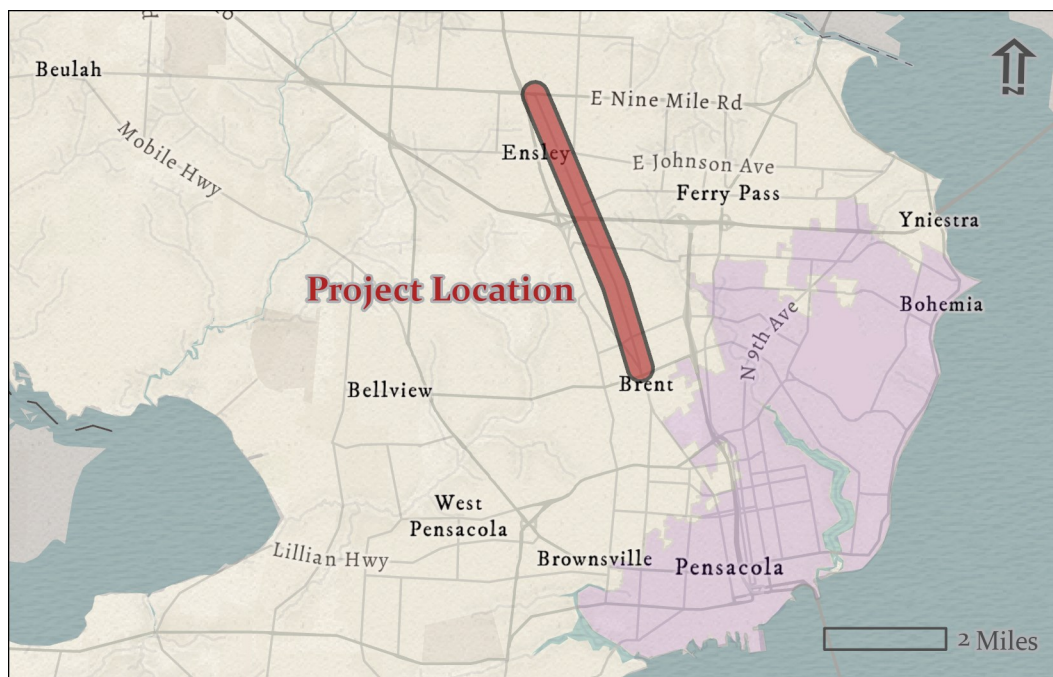 Beulah
E Nine Mile Rd
Mobile Hwy
Ensley
E Johnson Ave
Ferry Pass
Yniestra
Project Location
Bohemia
N 9th Ave
Bellview
Brent
West
Pensacola
Lillian Hwy
Brownsville
Pensacola
2 Miles
N